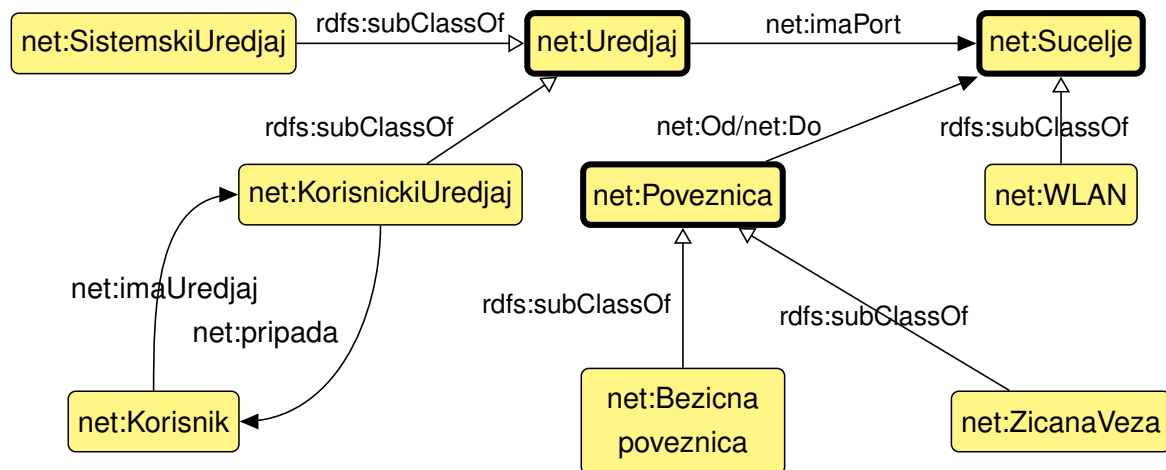 rdfs:subClassOf
net:imaPort
net:SistemskiUredjaj
net:Uredjaj
net:Sucelje
rdfs:subClassOf
net:Od/net:Do
rdfs:subClassOf
net:KorisnickiUredjaj
net:Poveznica
net:WLAN
net:imaUredjaj
net:pripada
rdfs:subClassOf
rdfs:subClassOf
net:Korisnik
net:Bezicna
poveznica
net:ZicanaVeza